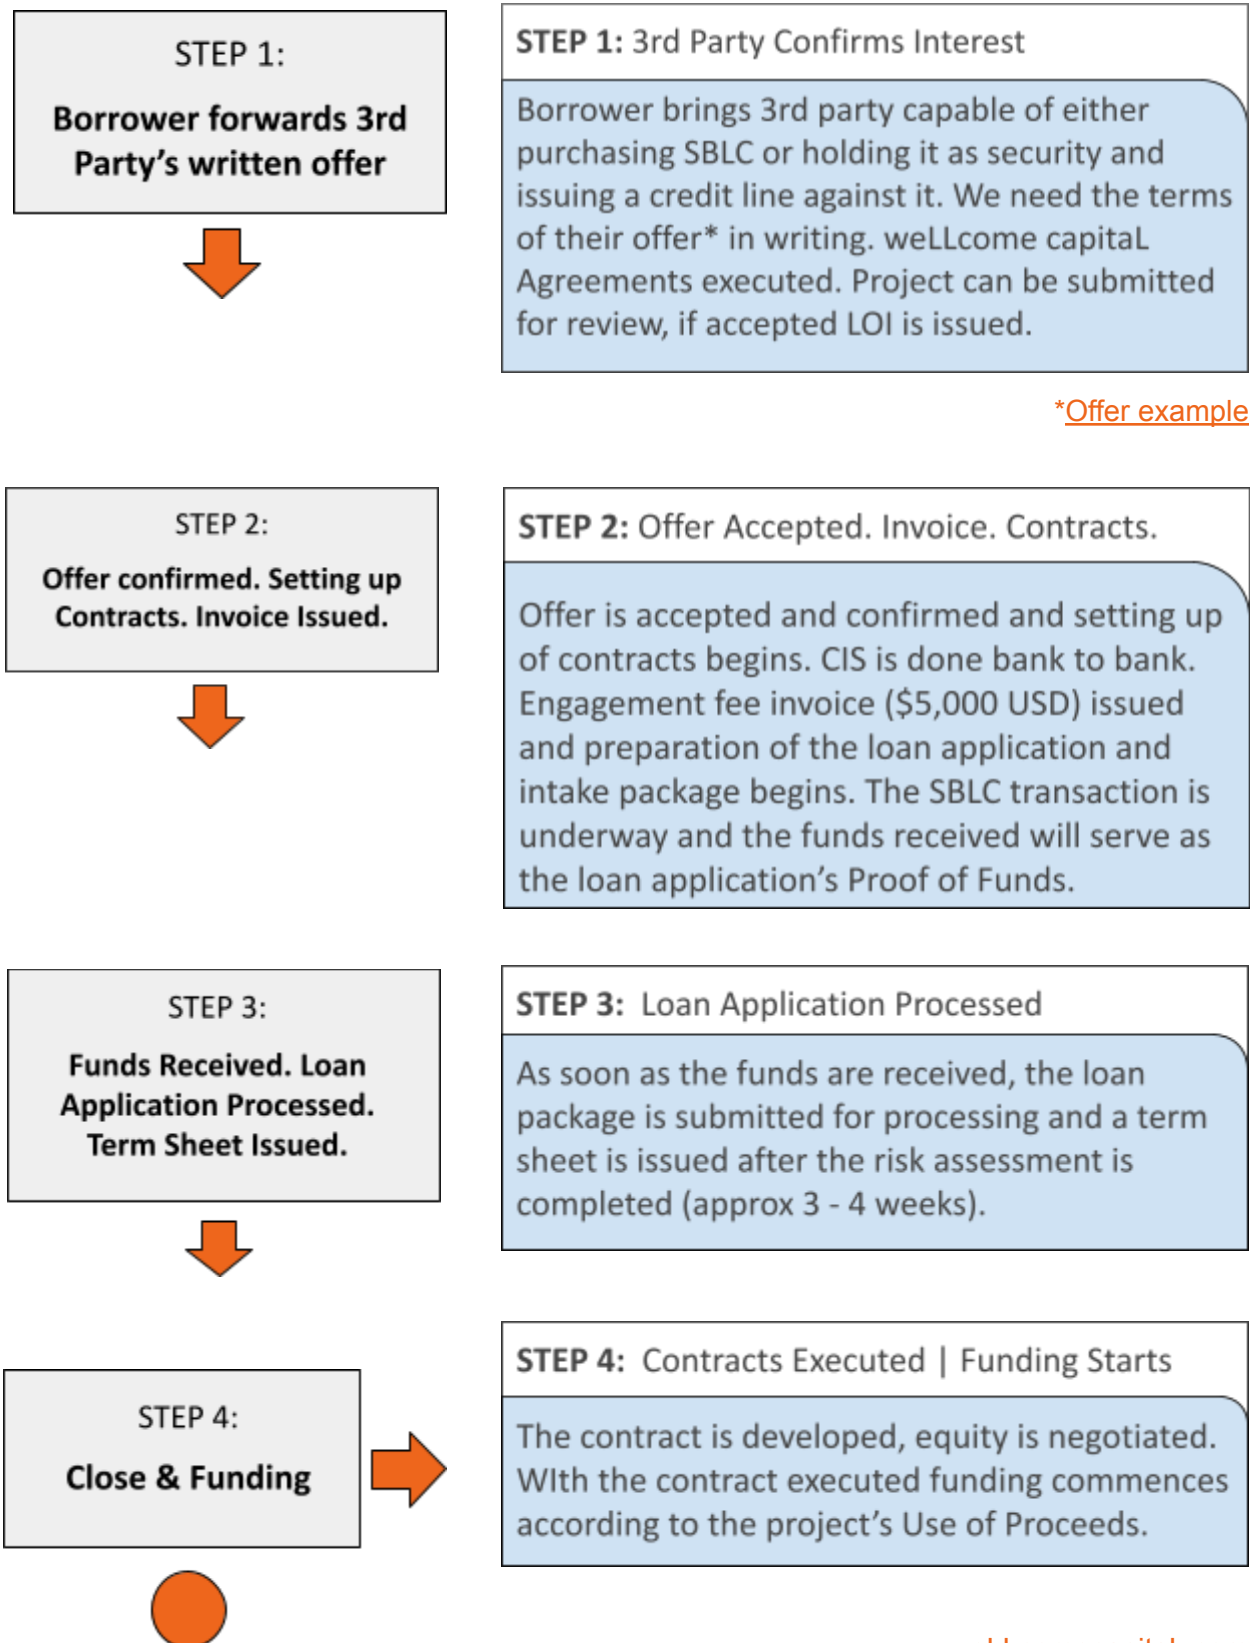 STEP 1:
Borrower forwards 3rd
Party's written offer
STEP 1: 3rd Party Confirms Interest
Borrower brings 3rd party capable of either
purchasing SBLC or holding it as security and
issuing a credit line against it. We need the terms
of their offer* in writing. weLLcome capitaL
Agreements executed. Project can be submitted
for review, if accepted LOI is issued.
*Offer example
STEP 2:
Offer confirmed. Setting up
Contracts. Invoice Issued.
STEP 2: Offer Accepted. Invoice. Contracts.
Offer is accepted and confirmed and setting up
of contracts begins. CIS is done bank to bank.
Engagement fee invoice ($5,000 USD) issued
and preparation of the loan application and
intake package begins. The SBLC transaction is
underway and the funds received will serve as
the loan application's Proof of Funds.
STEP 3:
Funds Received. Loan
Application Processed.
Term Sheet Issued.
STEP 3: Loan Application Processed
As soon as the funds are received, the loan
package is submitted for processing and a term
sheet is issued after the risk assessment is
completed (approx 3 - 4 weeks).
STEP 4:
Close & Funding
STEP 4: Contracts Executed | Funding Starts
The contract is developed, equity is negotiated.
WIth the contract executed funding commences
according to the project's Use of Proceeds.